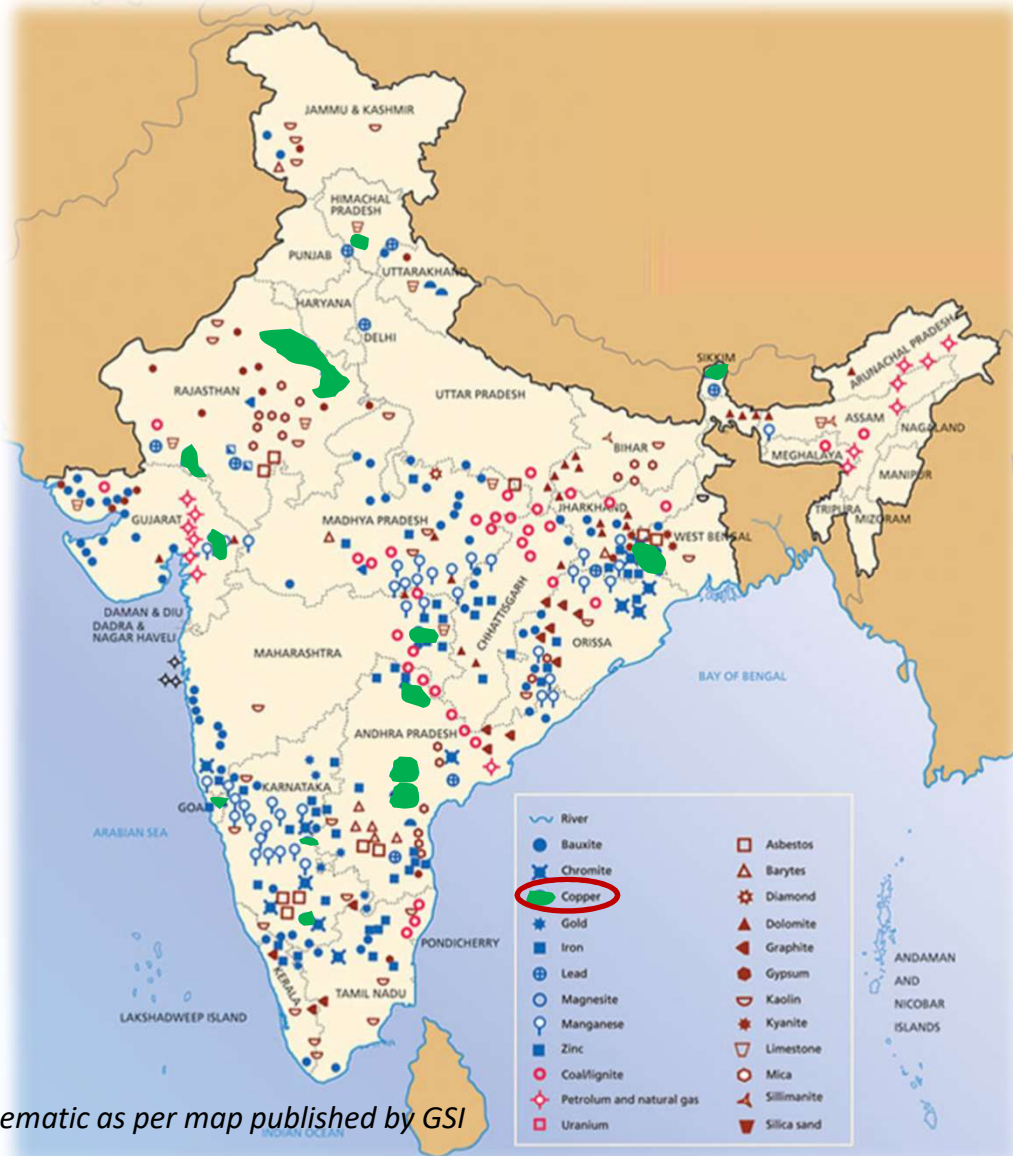 JAMMU & KASHMIR
HIMACHAL
PRADESH
PUNJAB
UTTARAKHAND
HARYANA
DELHI
ARUNACHAL PRADESH
SIKKIM
RAJASTHAN
UTTAR PRADESH
ASSAM
NAGALAND
BIHAR
MEGHALAYA
MANIPUR
JHARKHAND
TRIPURA
MIZORAM
GUJARAT
MADHYA PRADESH
WEST BENGAL
CHHATTISGARH
DAMAN & DIU
DADRA &
NAGAR HAVELI
MAHARASHTRA
ORISSA
BAY OF BENGAL
ANDHRA PRADESH
KARNATAKA
GOA
ARABIAN SEA
PONDICHERRY
KERALA
TAMIL NADU
LAKSHADWEEP ISLAND
ANDAMAN
AND
NICOBAR
ISLANDS
River
Bauxite
Chromite
Copper
Gold
Iron
Lead
Magnesite
Manganese
Zinc
Coal/lignite
Petrolum and natural gas
Uranium
Asbestos
Barytes
Diamond
Dolomite
Graphite
Gypsum
Kaolin
Kyanite
Limestone
Mica
Sillimanite
Silica sand
ematic as per map published by GSI
INDIAN OCEAN